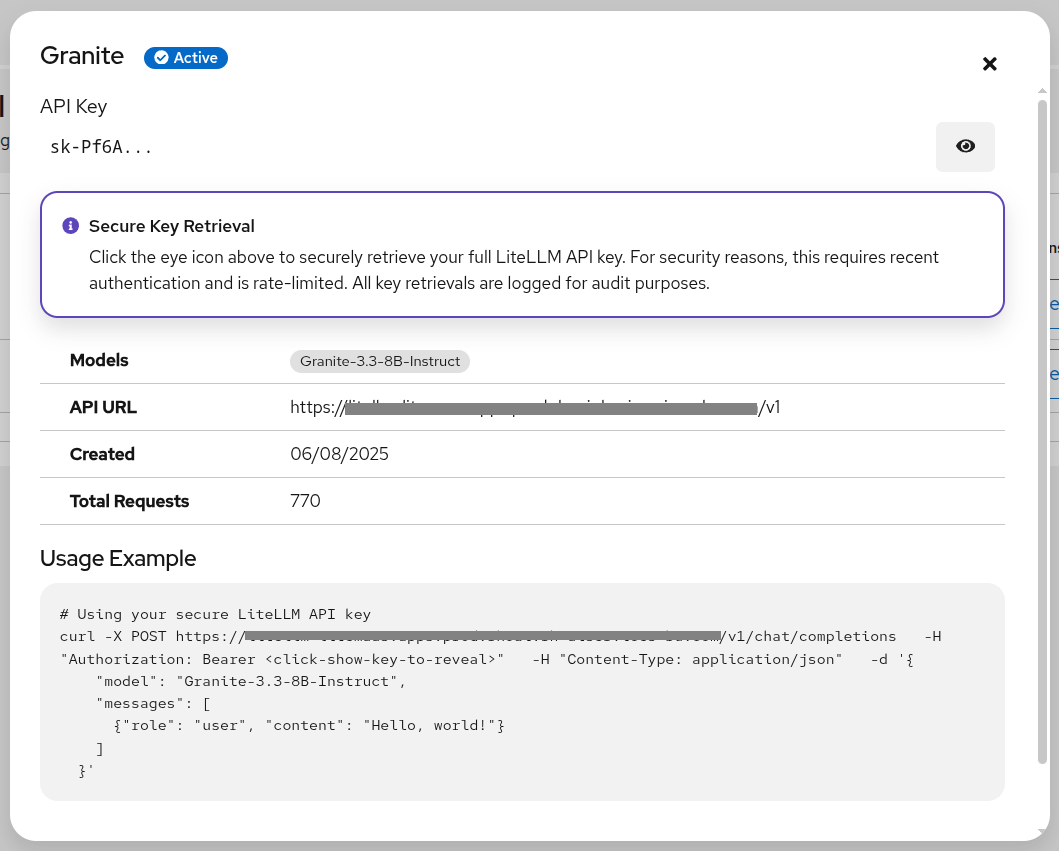 Granite
Active
API Key
sk-Pf6A...
Secure Key Retrieval
Click the eye icon above to securely retrieve your full LiteLLM API key. For security reasons, this requires recent
authentication and is rate-limited. All key retrievals are logged for audit purposes.
Models Granite-3.3-8B-Instruct
API URL https:///v1
Created 06/08/2025
Total Requests 770
Usage Example
# Using your secure LiteLLM API key
curl -X POST https:///v1/chat/completions   -H
"Authorization: Bearer <click-show-key-to-reveal>"   -H "Content-Type: application/json"   -d '{
    "model": "Granite-3.3-8B-Instruct",
    "messages": [
      {"role": "user", "content": "Hello, world!"}
    ]
  }'